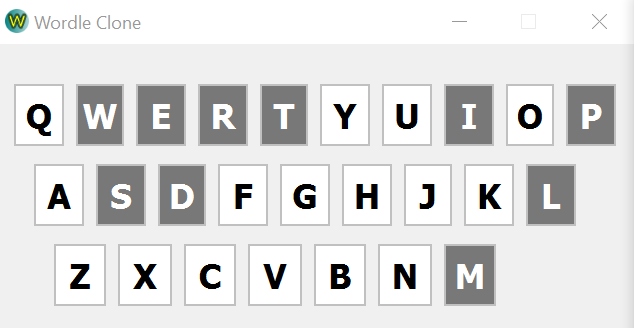 W Wordle Clone
Q W E R T Y U I O P
A S D F G H J K L
Z X C V B N M